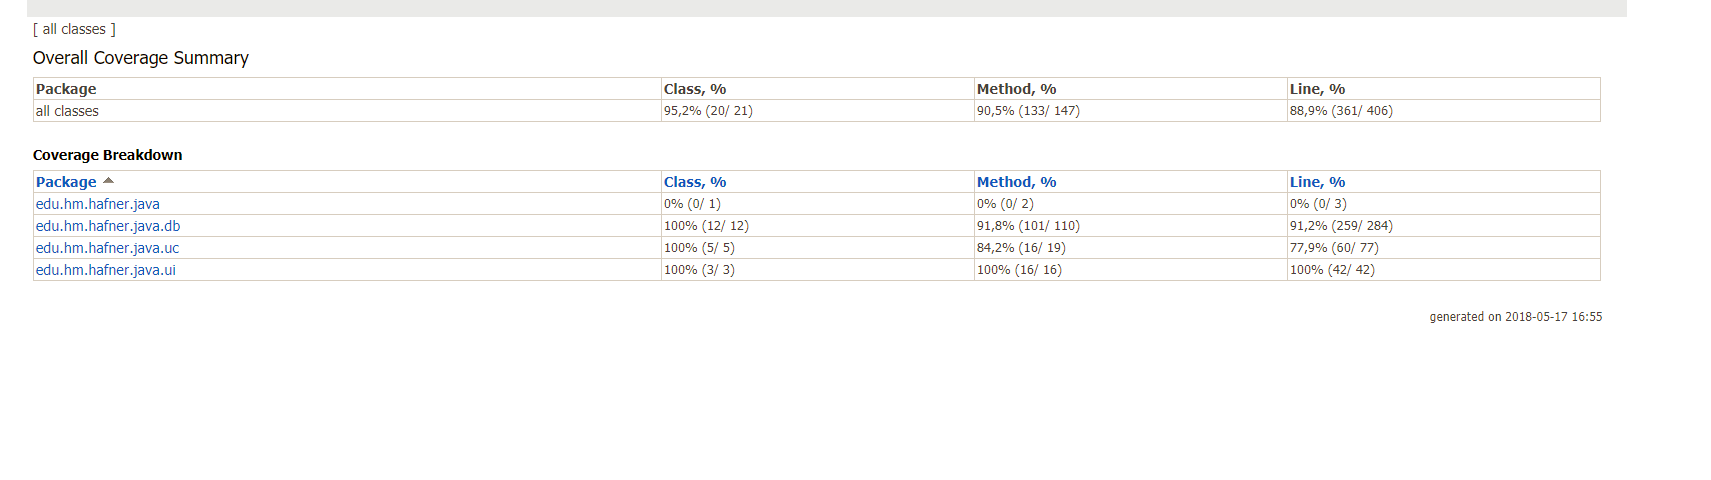 [ all classes ]
Overall Coverage Summary
Package Class, % Method, % Line, %
all classes 95,2% (20/ 21) 90,5% (133/ 147) 88,9% (361/ 406)
Coverage Breakdown
Package Class, % Method, % Line, %
edu.hm.hafner.java 0% (0/ 1) 0% (0/ 2) 0% (0/ 3)
edu.hm.hafner.java.db 100% (12/ 12) 91,8% (101/ 110) 91,2% (259/ 284)
edu.hm.hafner.java.uc 100% (5/ 5) 84,2% (16/ 19) 77,9% (60/ 77)
edu.hm.hafner.java.ui 100% (3/ 3) 100% (16/ 16) 100% (42/ 42)
generated on 2018-05-17 16:55